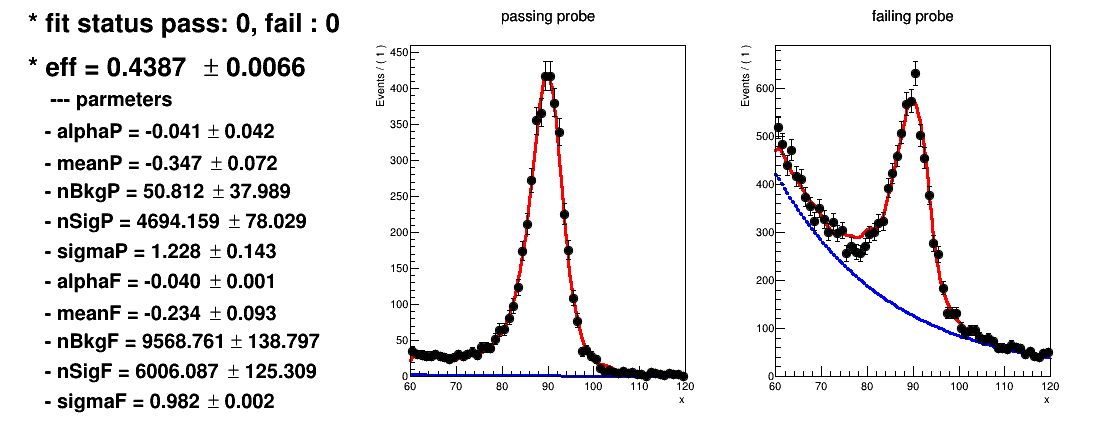 * fit status pass: 0, fail : 0
* eff = 0.4387 ± 0.0066
--- parmeters
- alphaP = -0.041 ± 0.042
- meanP = -0.347 ± 0.072
- nBkgP = 50.812 ± 37.989
- nSigP = 4694.159 ± 78.029
- sigmaP = 1.228 ± 0.143
- alphaF = -0.040 ± 0.001
- meanF = -0.234 ± 0.093
- nBkgF = 9568.761 ± 138.797
- nSigF = 6006.087 ± 125.309
- sigmaF = 0.982 ± 0.002
passing probe
Events / ( 1 )
450
400
350
300
250
200
150
100
50
0
60 70 80 90 100 110 120
x
failing probe
Events / ( 1 )
600
500
400
300
200
100
0
60 70 80 90 100 110 120
x